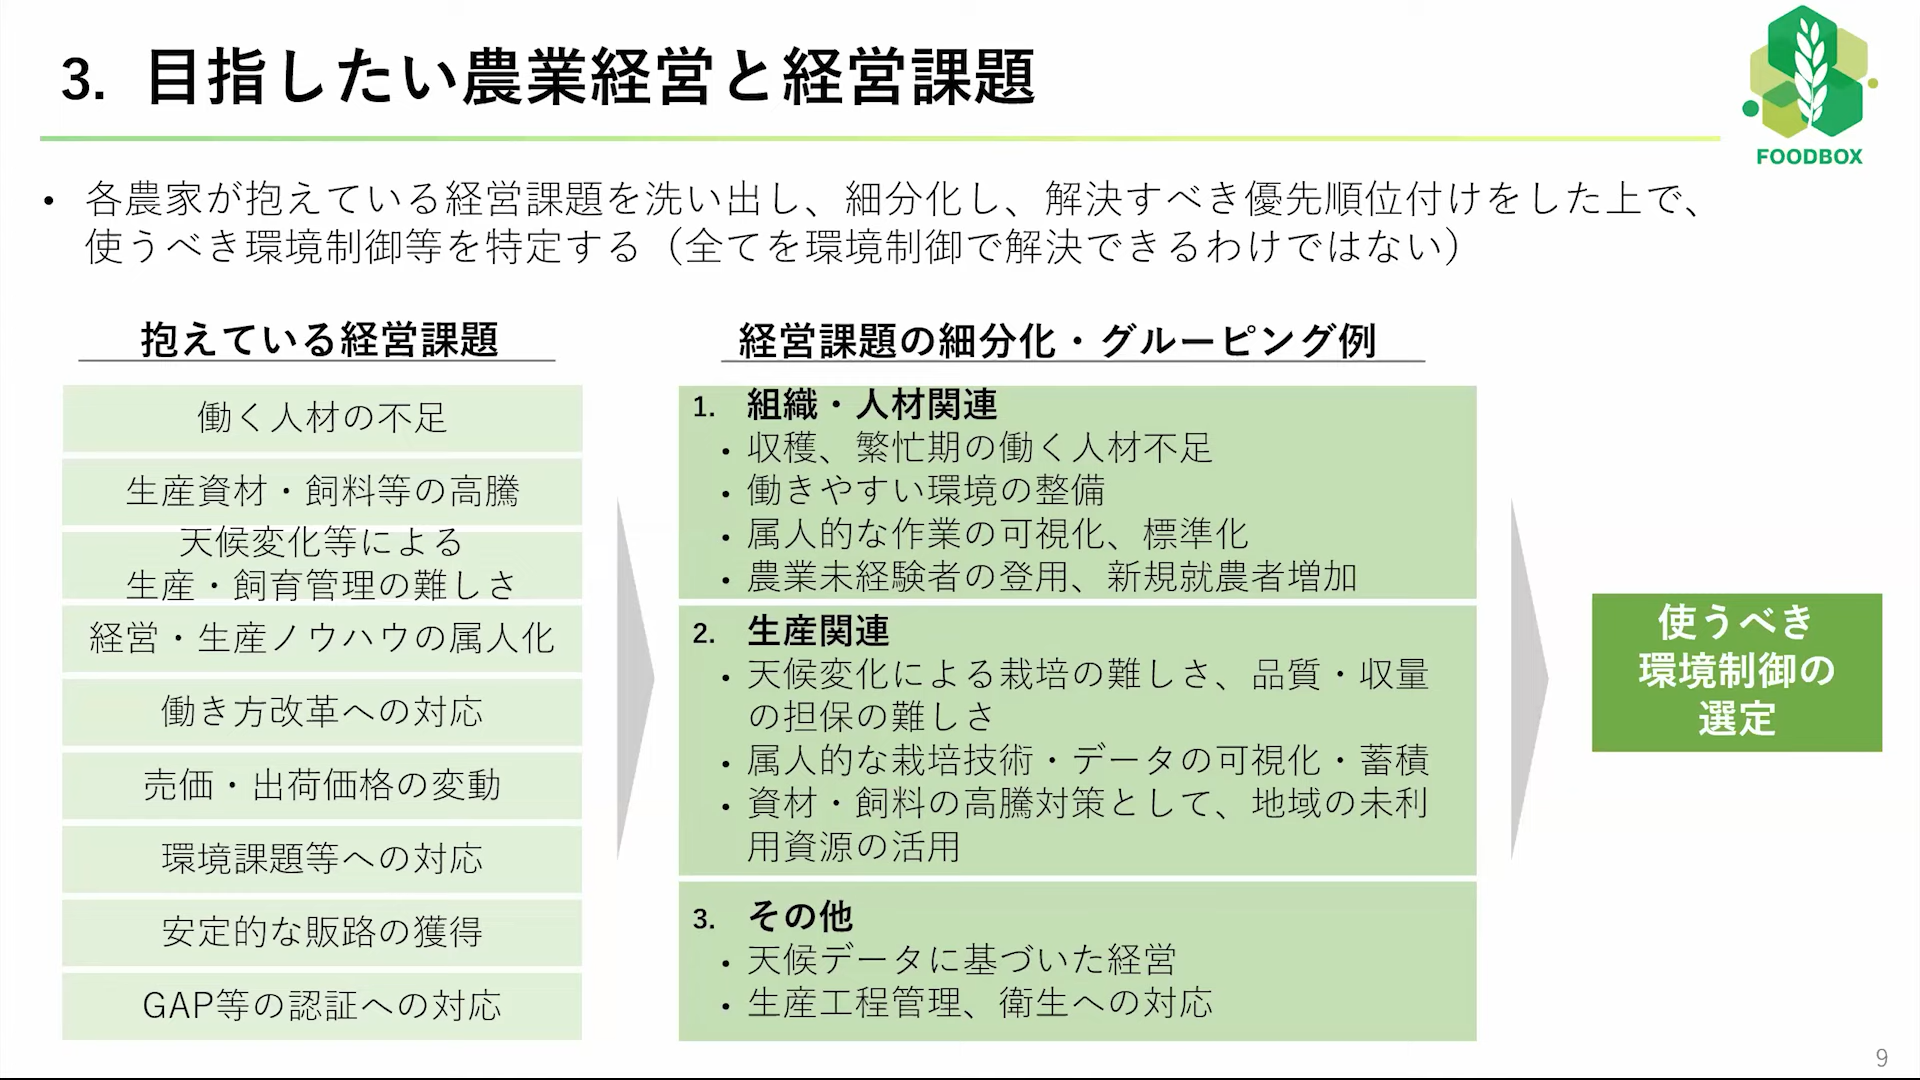 3. 目指したい農業経営と経営課題
FOODBOX
• 各農家が抱えている経営課題を洗い出し、細分化し、解決すべき優先順位付けをした上で、
使うべき環境制御等を特定する（全てを環境制御で解決できるわけではない）
抱えている経営課題
働く人材の不足
生産資材・飼料等の高騰
天候変化等による
生産・飼育管理の難しさ
経営・生産ノウハウの属人化
働き方改革への対応
売価・出荷価格の変動
環境課題等への対応
安定的な販路の獲得
GAP等の認証への対応
経営課題の細分化・グルーピング例
1. 組織・人材関連
• 収穫、繁忙期の働く人材不足
• 働きやすい環境の整備
• 属人的な作業の可視化、標準化
• 農業未経験者の登用、新規就農者増加
2. 生産関連
• 天候変化による栽培の難しさ、品質・収量
の担保の難しさ
• 属人的な栽培技術・データの可視化・蓄積
• 資材・飼料の高騰対策として、地域の未利
用資源の活用
3. その他
• 天候データに基づいた経営
• 生産工程管理、衛生への対応
使うべき
環境制御の
選定
9